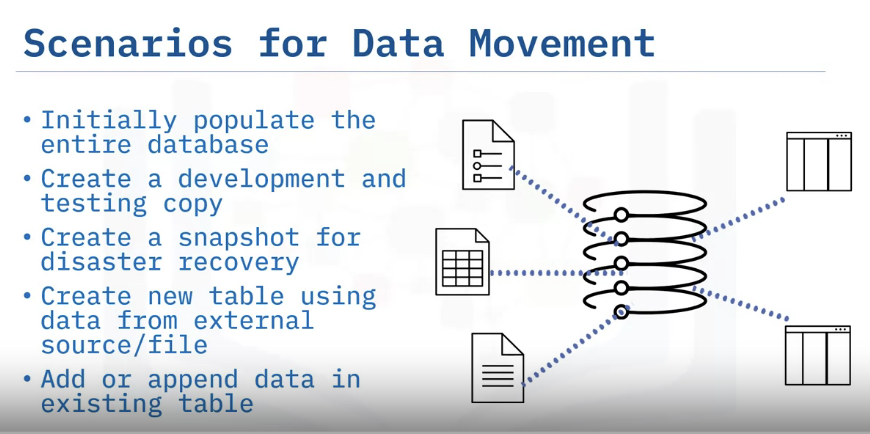 Scenarios for Data Movement
• Initially populate the
entire database
• Create a development and
testing copy
• Create a snapshot for
disaster recovery
• Create new table using
data from external
source/file
• Add or append data in
existing table